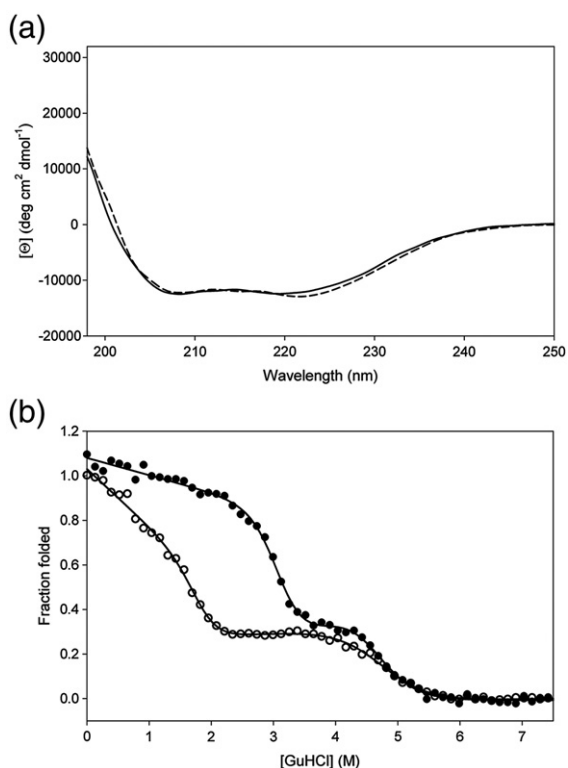 (a)
30000
20000
10000
0
-10000
-20000
[Θ] (deg cm² dmol⁻¹)
200 210 220 230 240 250
Wavelength (nm)
(b)
1.2
1.0
0.8
0.6
0.4
0.2
0.0
Fraction folded
0 1 2 3 4 5 6 7
[GuHCl] (M)